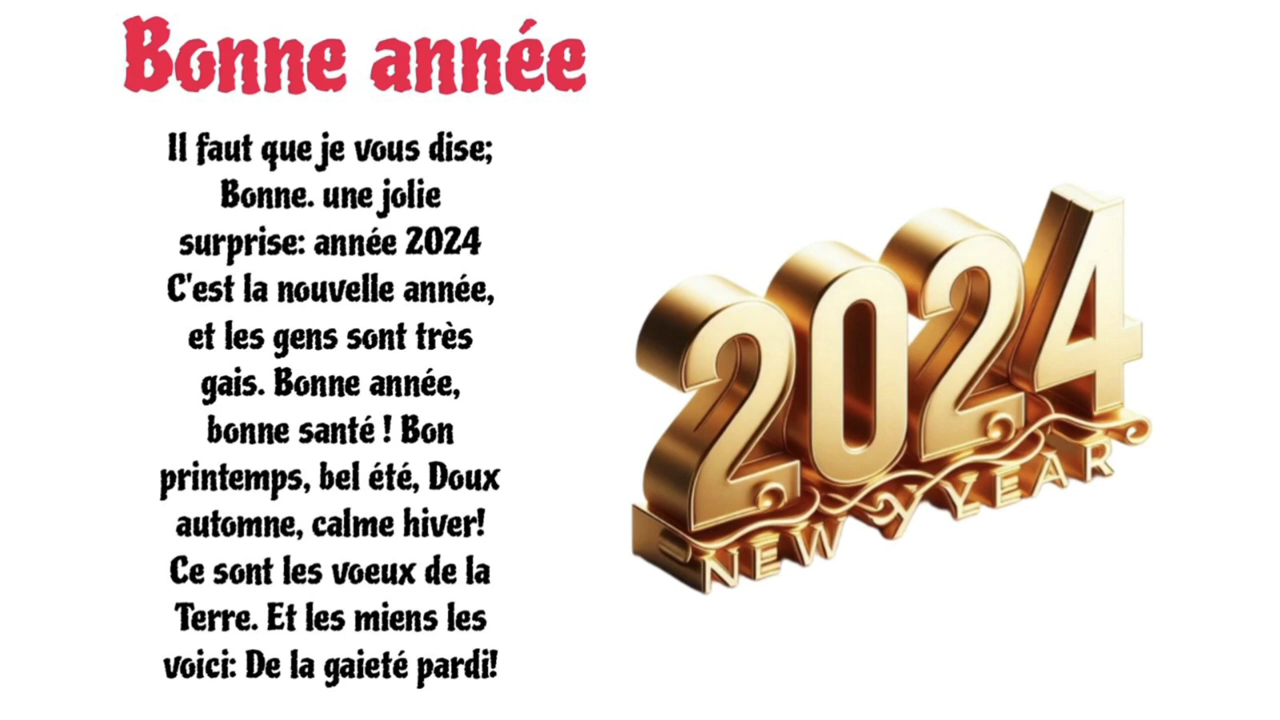 Bonne année
Il faut que je vous dise;
Bonne. une jolie
surprise: année 2024
C'est la nouvelle année,
et les gens sont très
gais. Bonne année,
bonne santé ! Bon
printemps, bel été, Doux
automne, calme hiver!
Ce sont les voeux de la
Terre. Et les miens les
voici: De la gaieté pardi!
2024
NEW YEAR